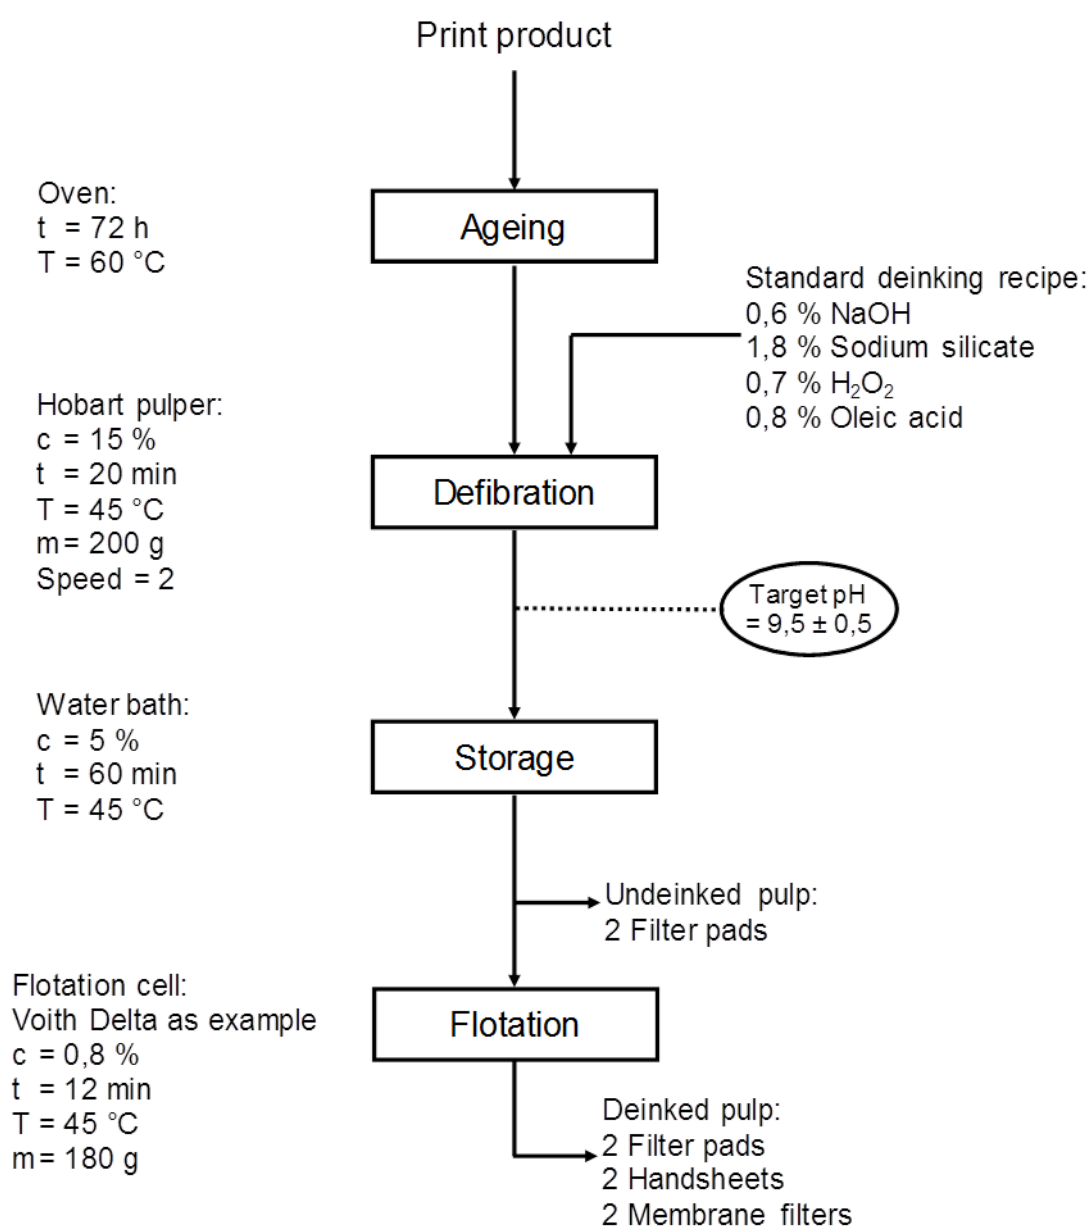 Print product
Oven:
t = 72 h
T = 60 °C
Ageing
Standard deinking recipe:
0,6 % NaOH
1,8 % Sodium silicate
0,7 % H₂O₂
0,8 % Oleic acid
Hobart pulper:
c = 15 %
t = 20 min
T = 45 °C
m = 200 g
Speed = 2
Defibration
Target pH
= 9,5 ± 0,5
Water bath:
c = 5 %
t = 60 min
T = 45 °C
Storage
Undeinked pulp:
2 Filter pads
Flotation cell:
Voith Delta as example
c = 0,8 %
t = 12 min
T = 45 °C
m = 180 g
Flotation
Deinked pulp:
2 Filter pads
2 Handsheets
2 Membrane filters